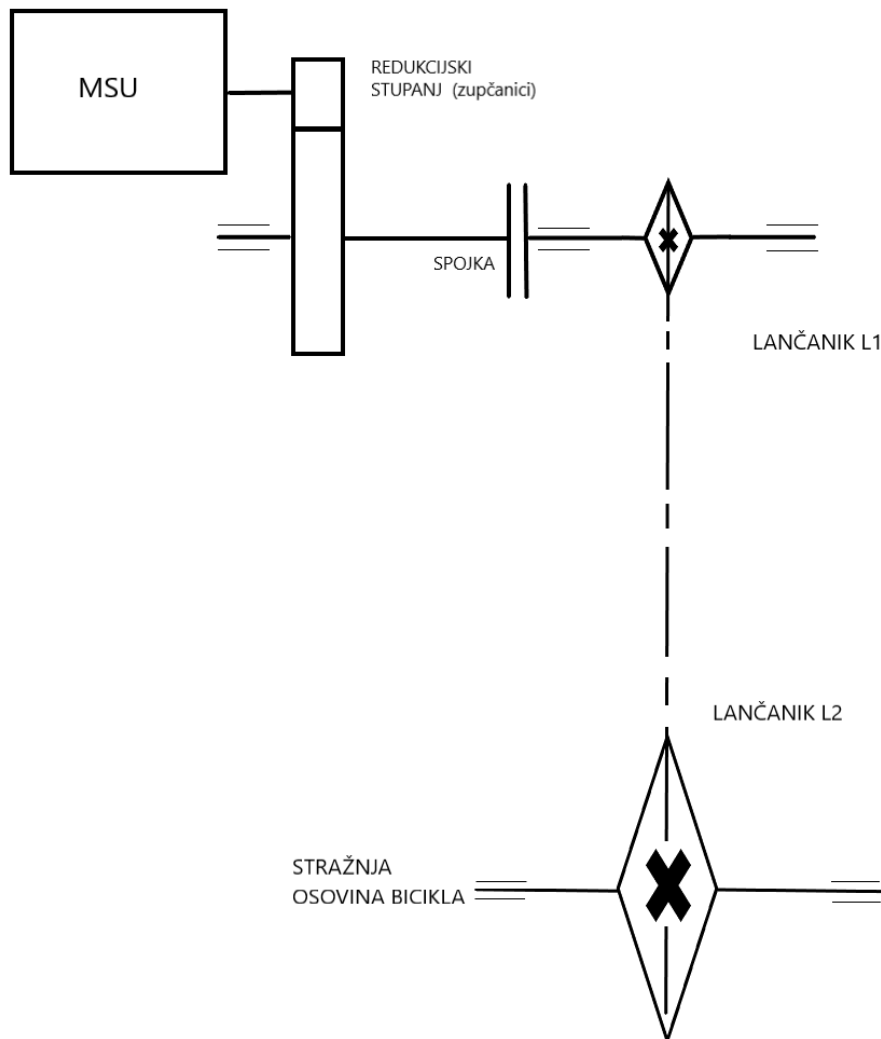 MSU
REDUKCIJSKI
STUPANJ (zupčanici)
SPOJKA
LANČANIK L1
LANČANIK L2
STRAŽNJA
OSOVINA BICIKLA